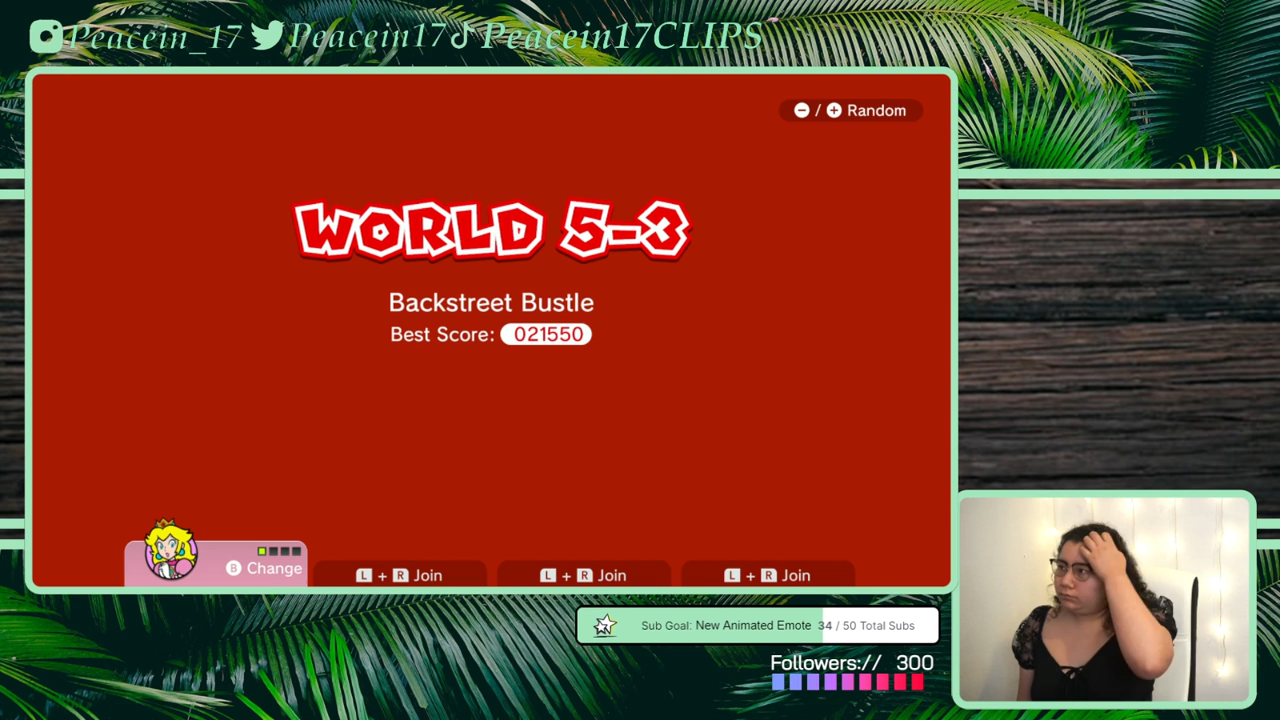 Peacein_17 Peacein17 Peacein17CLIPS
- / + Random
WORLD 5-3
Backstreet Bustle
Best Score: 021550
B Change
L + R Join
L + R Join
L + R Join
Sub Goal: New Animated Emote 34 / 50 Total Subs
Followers:// 300